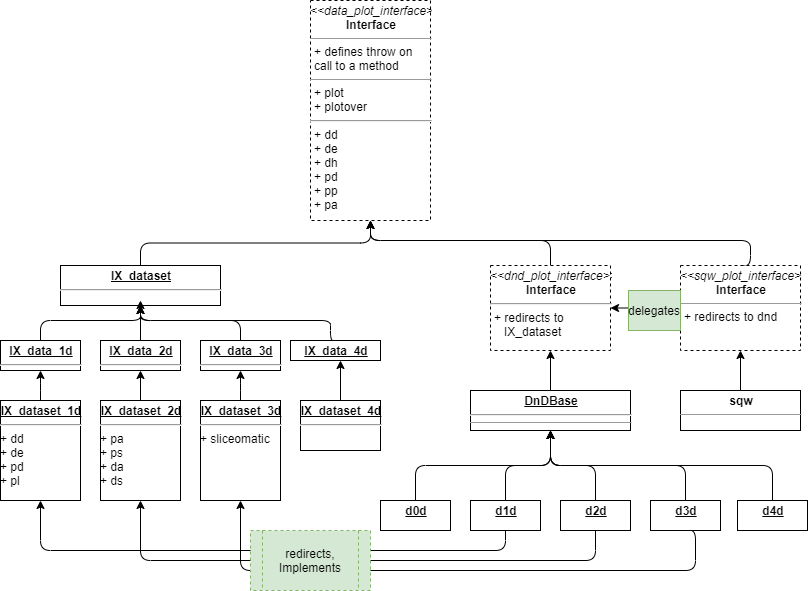 <<data_plot_interface>
Interface
+ defines throw on
call to a method
+ plot
+ plotover
+ dd
+ de
+ dh
+ pd
+ pp
+ pa
IX_dataset
<<dnd_plot_interface>
Interface
+ redirects to
IX_dataset
delegates
<<sqw_plot_interface>
Interface
+ redirects to dnd
IX_data_1d
IX_data_2d
IX_data_3d
IX_data_4d
IX_dataset_1d
+ dd
+ de
+ pd
+ pl
IX_dataset_2d
+ pa
+ ps
+ da
+ ds
IX_dataset_3d
+ sliceomatic
IX_dataset_4d
DnDBase
sqw
d0d
d1d
d2d
d3d
d4d
redirects,
Implements